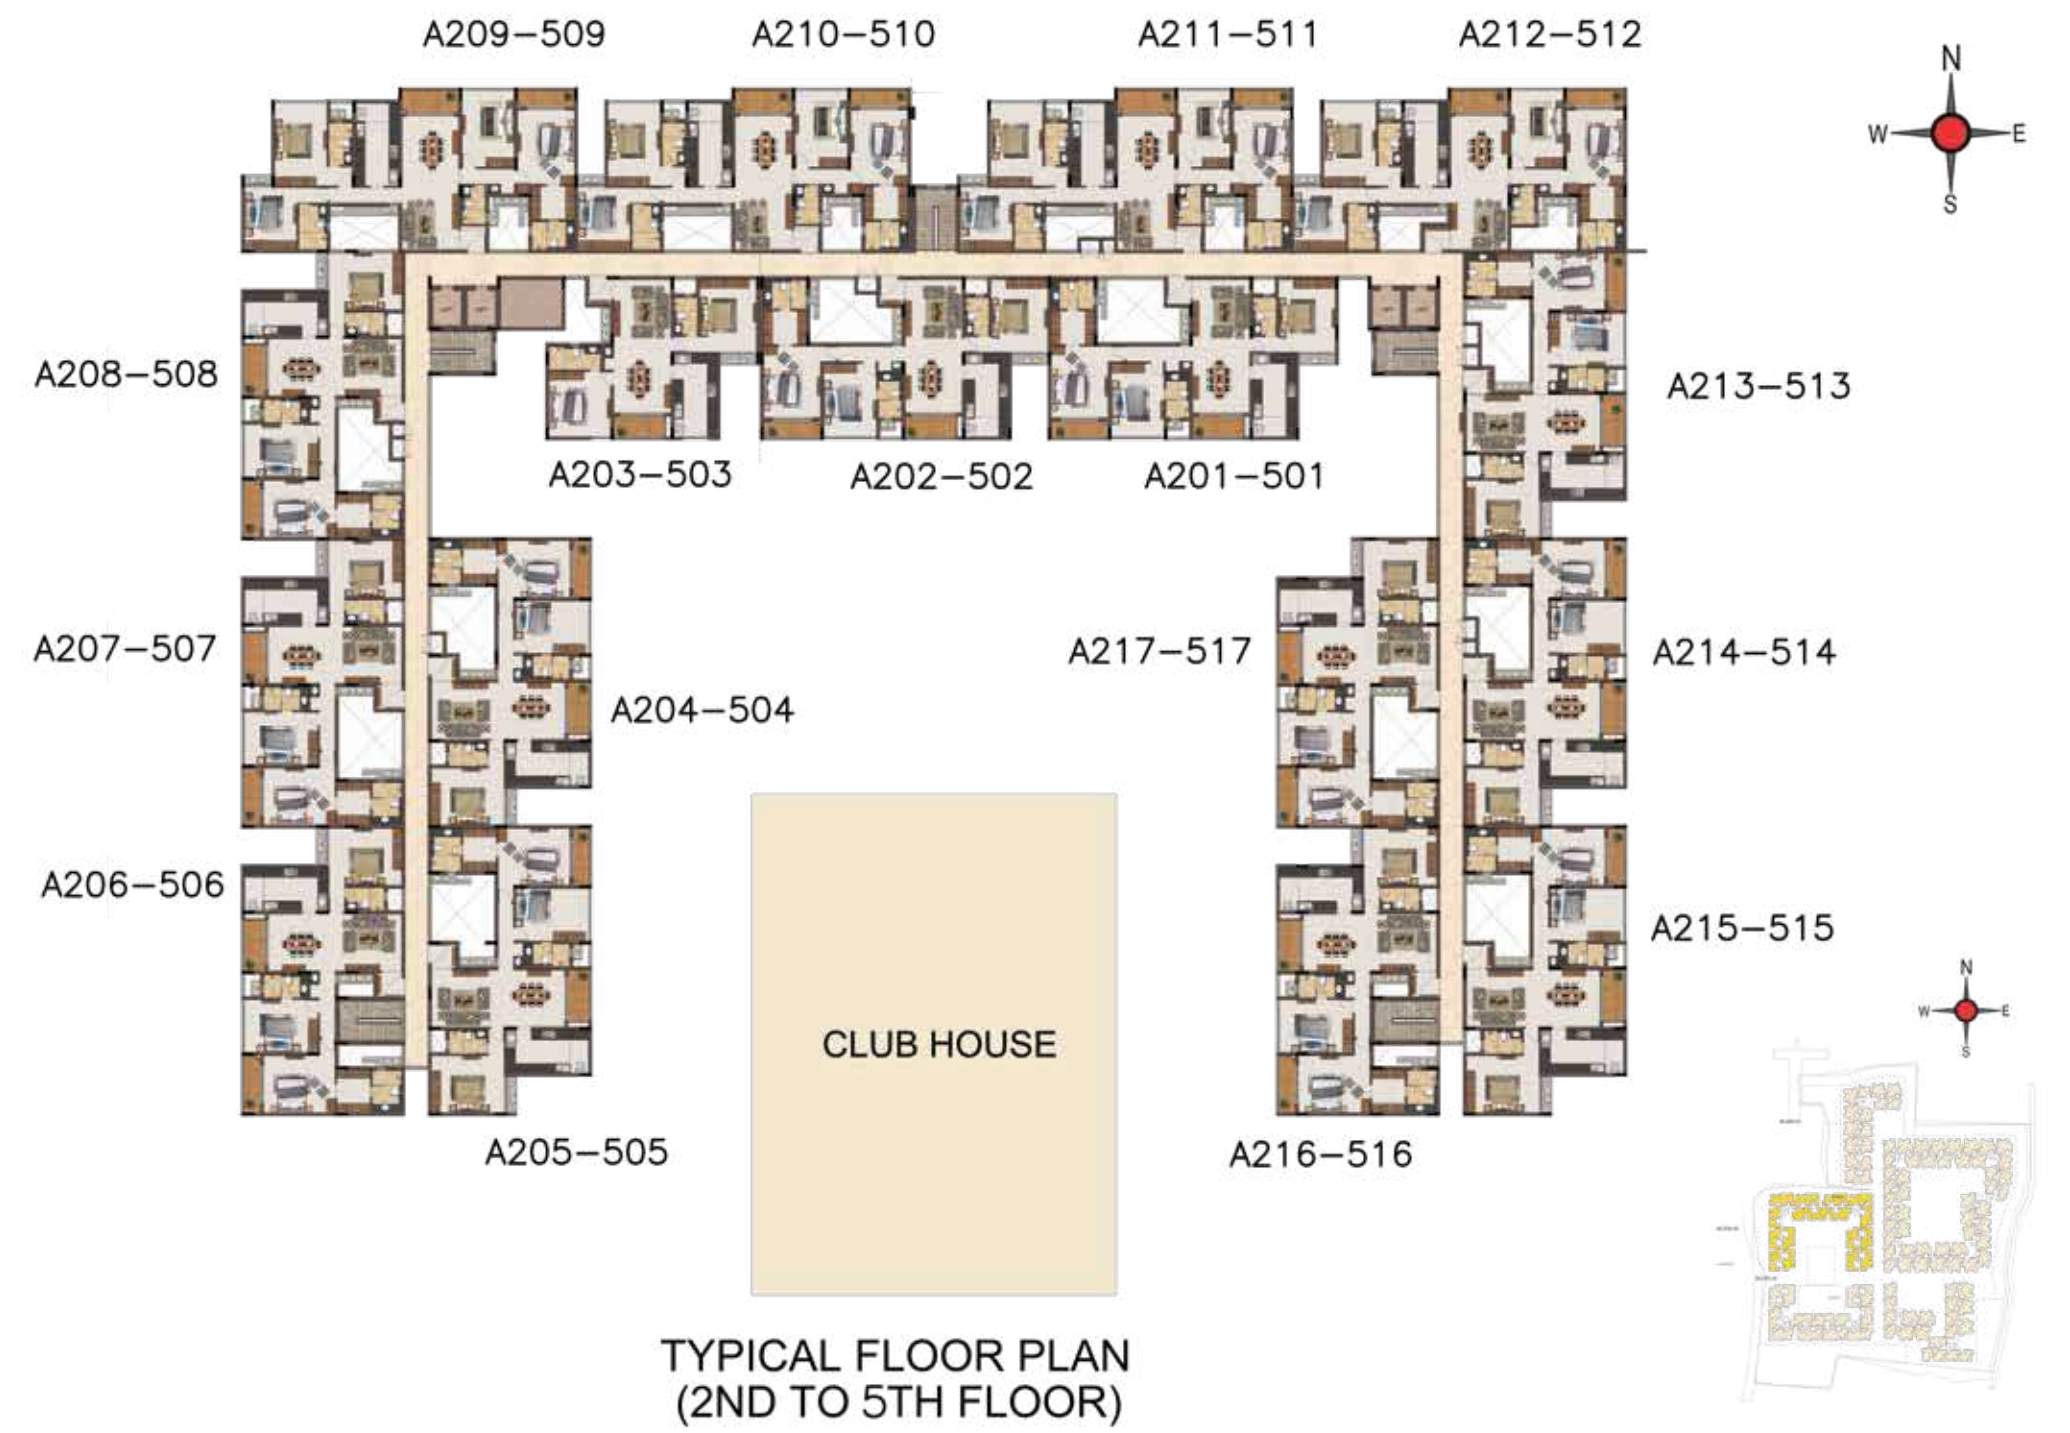 A209-509
A210-510
A211-511
A212-512
N
W
E
S
A208-508
A213-513
A203-503
A202-502
A201-501
A207-507
A217-517
A214-514
A204-504
A206-506
A215-515
N
W
E
S
CLUB HOUSE
A205-505
A216-516
TYPICAL FLOOR PLAN
(2ND TO 5TH FLOOR)